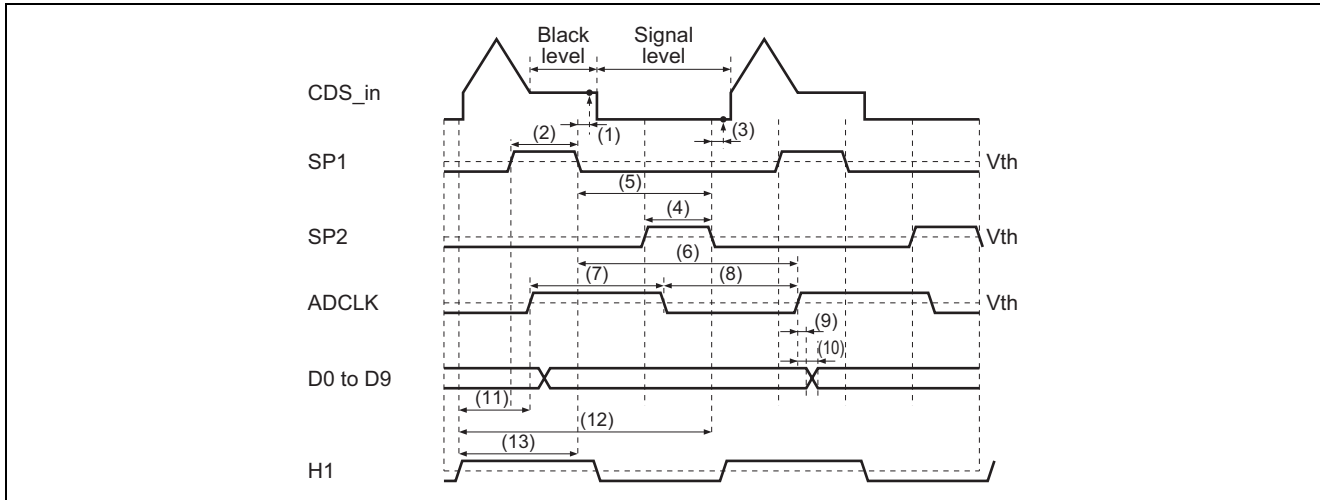 Black
level
Signal
level
CDS_in
(1)
(3)
(2)
SP1
Vth
(5)
(4)
SP2
Vth
(6)
(7)
(8)
ADCLK
Vth
(9)
(10)
D0 to D9
(11)
(12)
(13)
H1